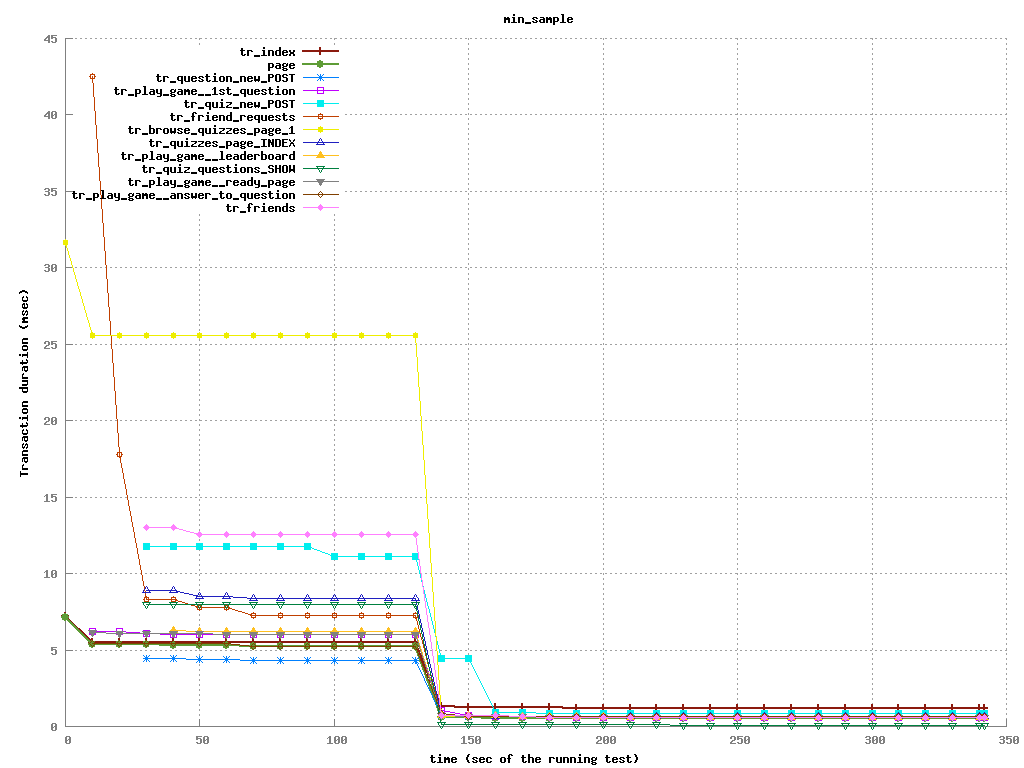 min_sample
45
40
35
30
25
20
15
10
5
0
Transaction duration (msec)
tr_index
page
tr_question_new_POST
tr_play_game__1st_question
tr_quiz_new_POST
tr_friend_requests
tr_browse_quizzes_page_1
tr_quizzes_page_INDEX
tr_play_game__leaderboard
tr_quiz_questions_SHOW
tr_play_game__ready_page
tr_play_game__answer_to_question
tr_friends
0 50 100 150 200 250 300 350
time (sec of the running test)